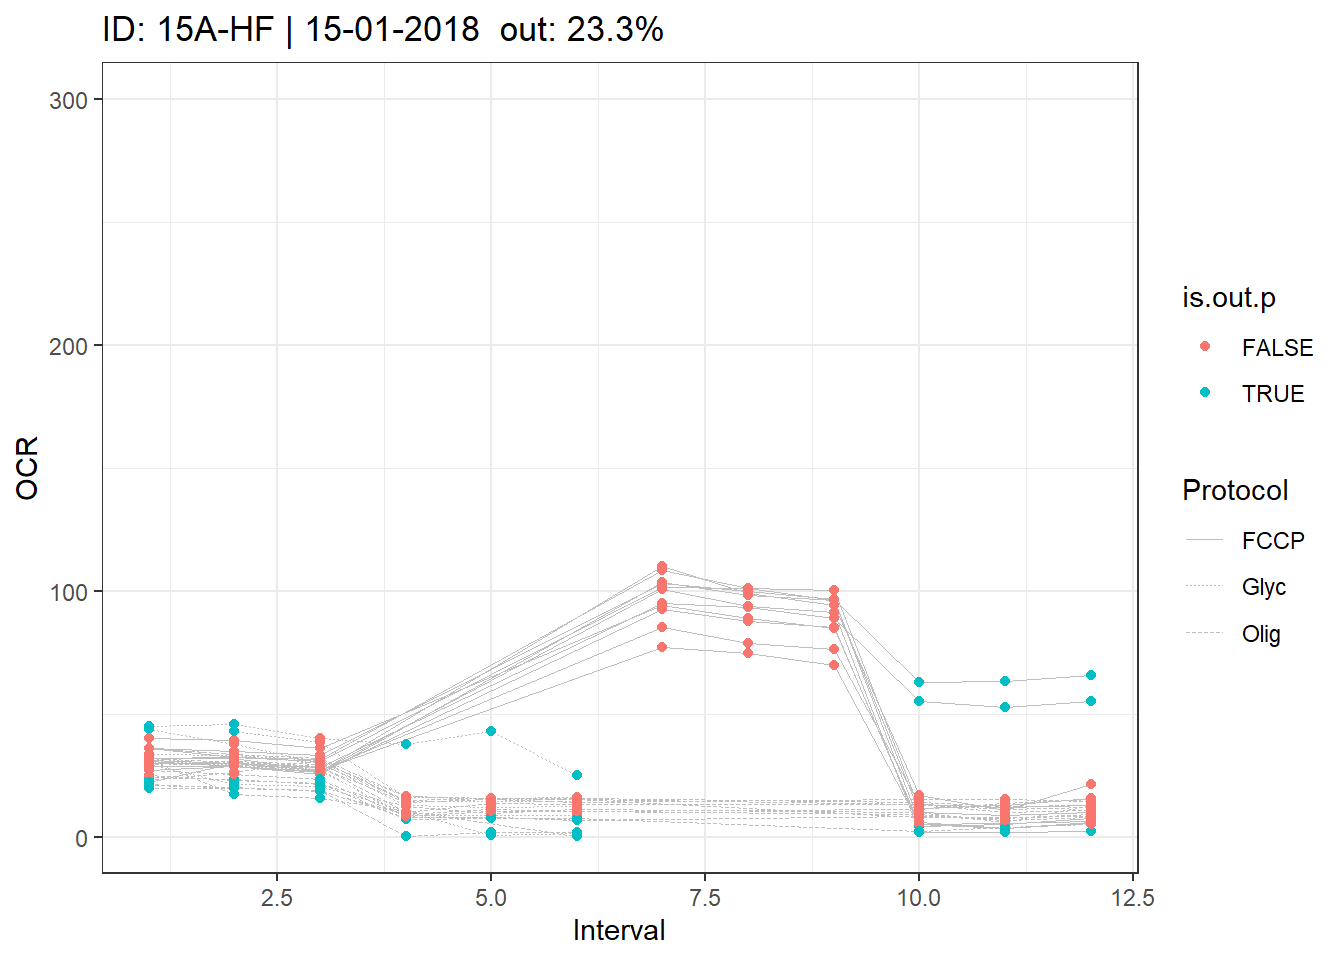 ID: 15A-HF | 15-01-2018  out: 23.3%
300
200
100
0
OCR
2.5
5.0
7.5
10.0
12.5
Interval
is.out.p
FALSE
TRUE
Protocol
FCCP
Glyc
Olig